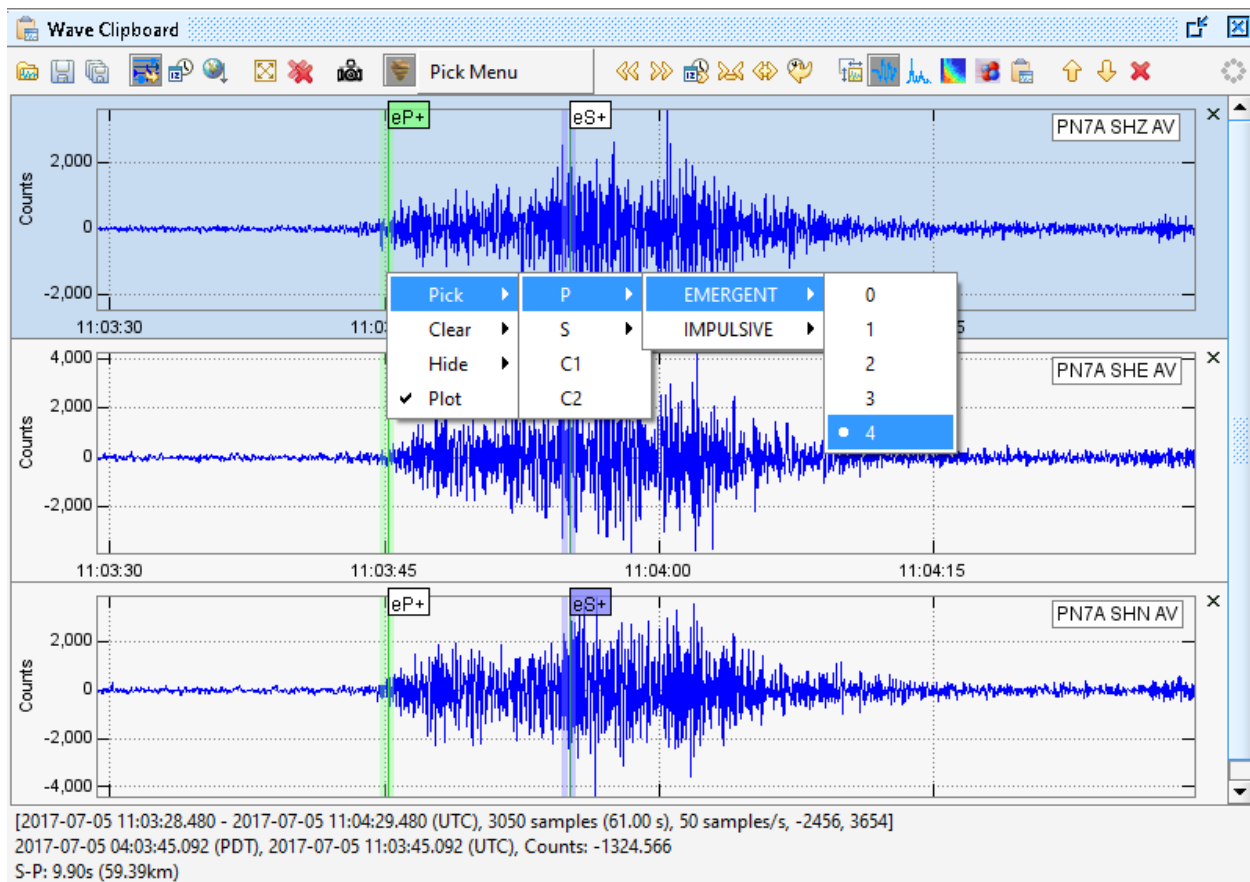 Wave Clipboard
Pick Menu
eP+
eS+
PN7A SHZ AV
Counts
2,000
0
-2,000
11:03:30
Pick
P
EMERGENT
0
Clear
S
IMPULSIVE
1
Hide
C1
2
Plot
C2
3
4
PN7A SHE AV
Counts
4,000
2,000
0
-2,000
11:03:30
11:03:45
11:04:00
11:04:15
eP+
eS+
PN7A SHN AV
Counts
2,000
0
-2,000
-4,000
[2017-07-05 11:03:28.480 - 2017-07-05 11:04:29.480 (UTC), 3050 samples (61.00 s), 50 samples/s, -2456, 3654]
2017-07-05 04:03:45.092 (PDT), 2017-07-05 11:03:45.092 (UTC), Counts: -1324.566
S-P: 9.90s (59.39km)